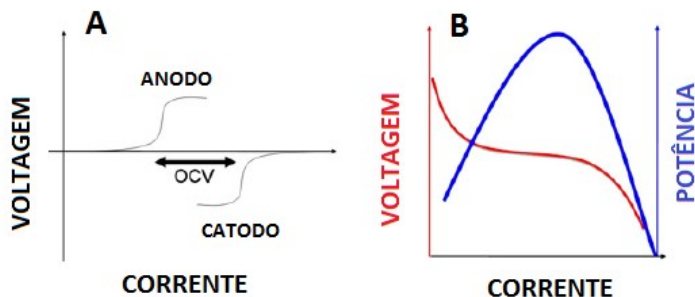 A
VOLTAGEM
ANODO
OCV
CATODO
CORRENTE
B
VOLTAGEM
POTÊNCIA
CORRENTE